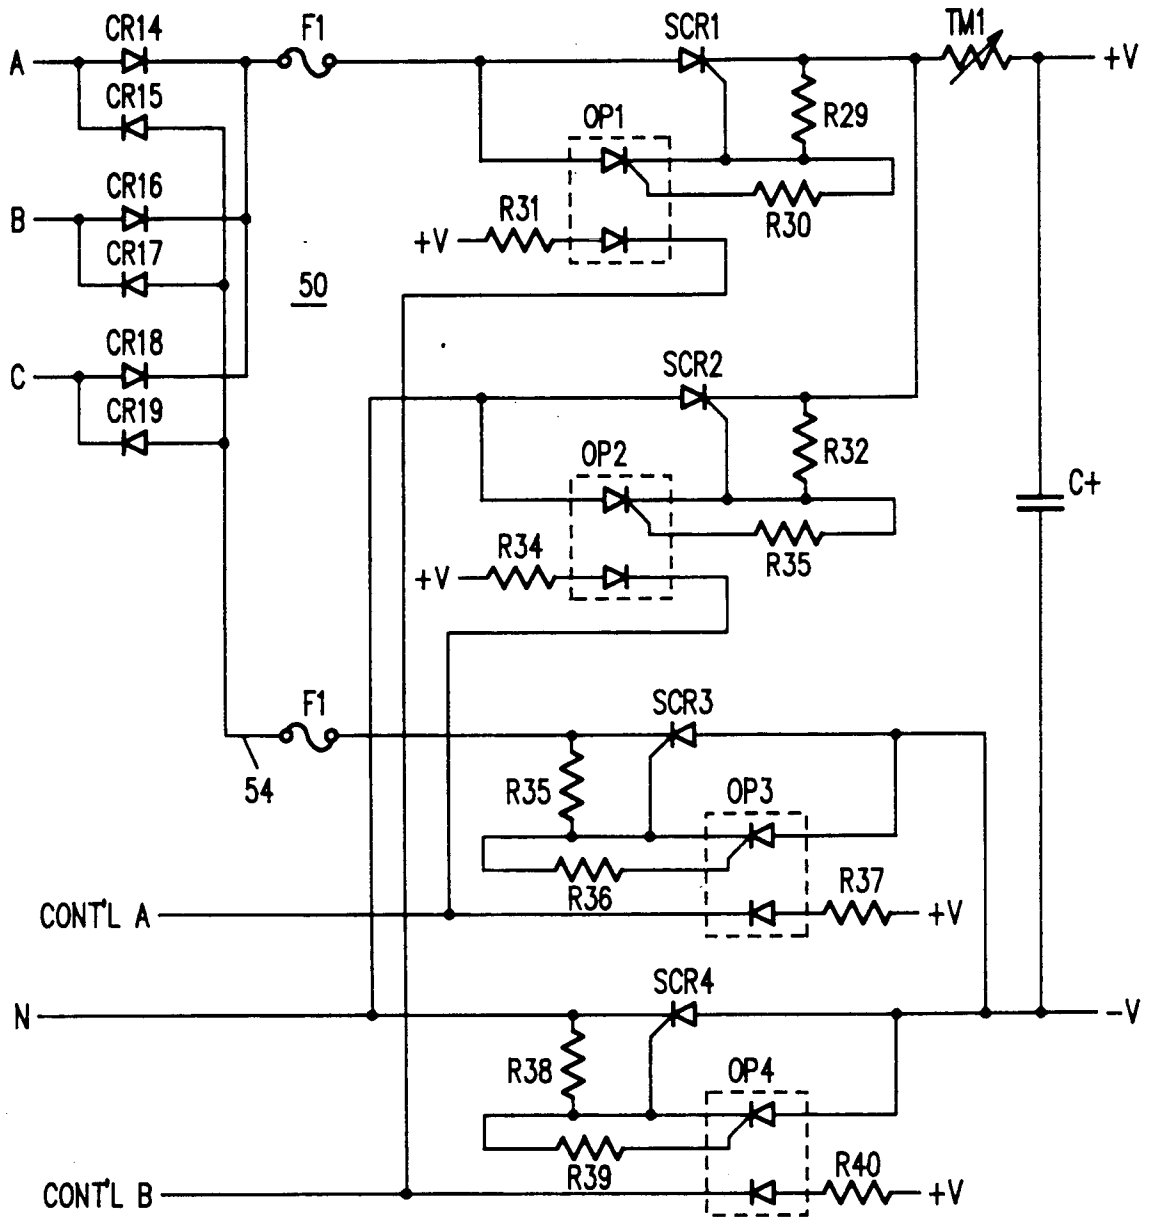 CR14 F1 SCR1 TM1
A +V
CR15
OP1 R29
CR16
B R31 R30
+V
CR17
50
CR18 SCR2
C
CR19
OP2 R32
C+
R34 R35
+V
F1 SCR3
54 R35 OP3
R36 R37
CONT'L A +V
SCR4
N -V
R38 OP4
R39 R40
CONT'L B +V